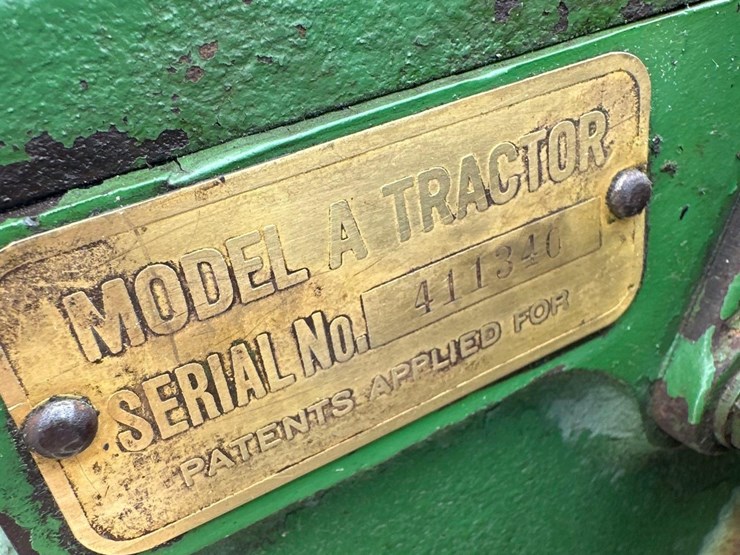 MODEL A TRACTOR
SERIAL No. 411340
PATENTS APPLIED FOR